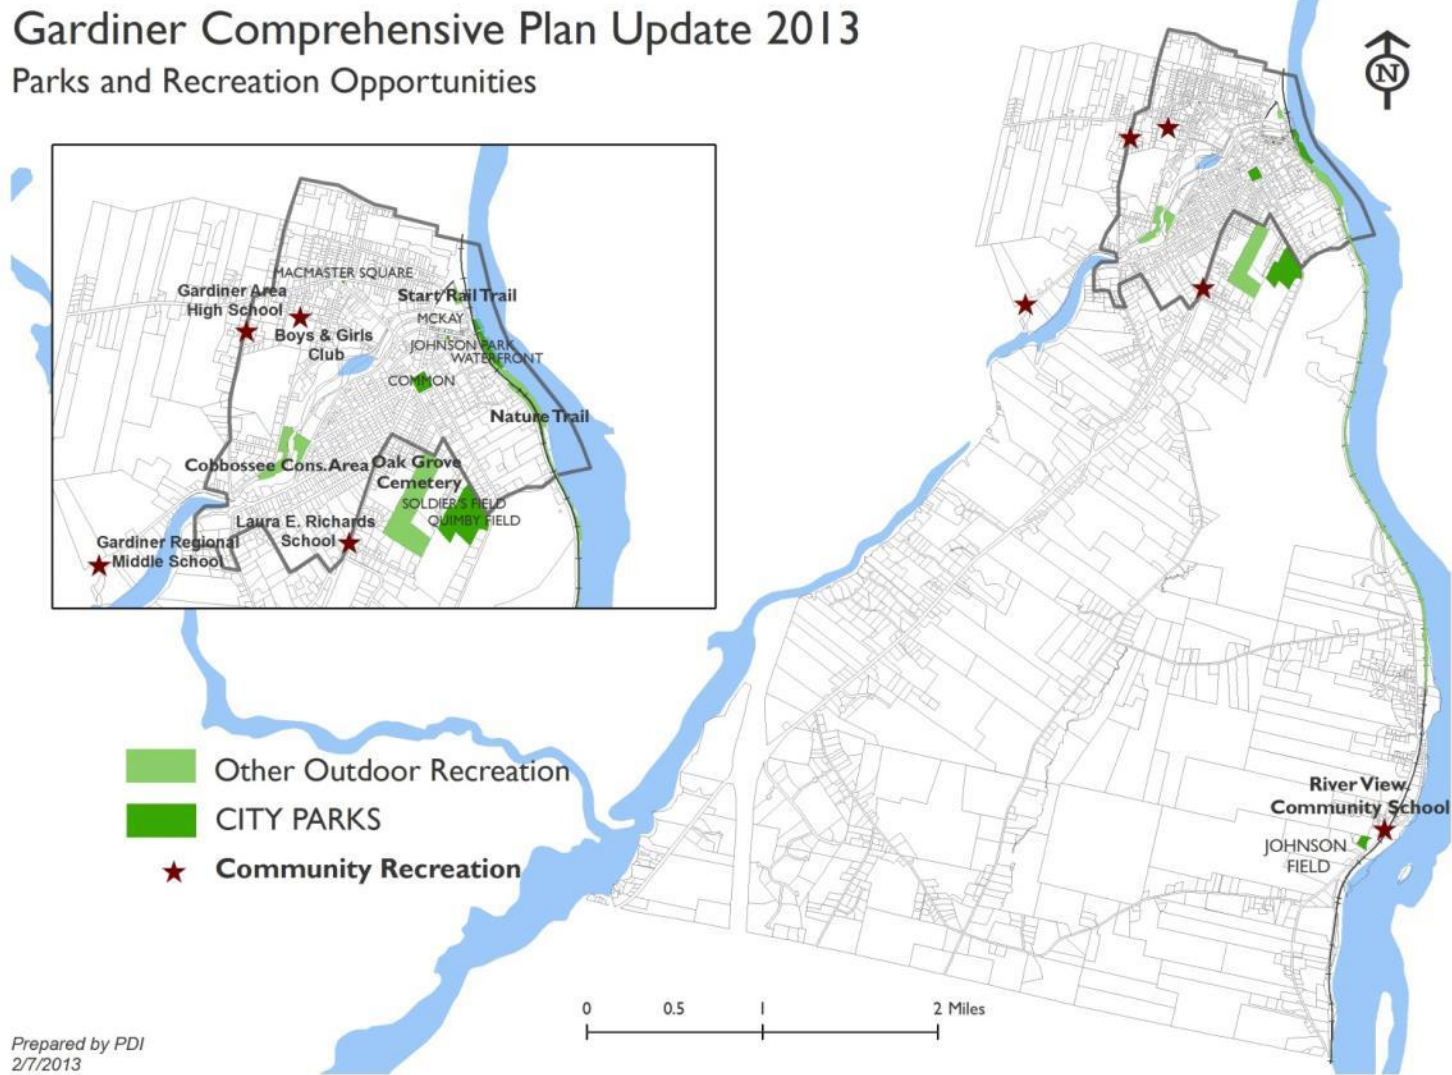 Gardiner Comprehensive Plan Update 2013
Parks and Recreation Opportunities
N
MACMASTER SQUARE
Gardiner Area
High School
Start Rail Trail
MCKAY
Boys & Girls
Club
JOHNSON PARK
WATERFRONT
COMMON
Nature Trail
Cobbossee Cons. Area
Oak Grove
Cemetery
SOLDIER'S FIELD
QUIMBY FIELD
Laura E. Richards
School
Gardiner Regional
Middle School
Other Outdoor Recreation
CITY PARKS
Community Recreation
River View
Community School
JOHNSON
FIELD
0 0.5 1 2 Miles
Prepared by PDI
2/7/2013